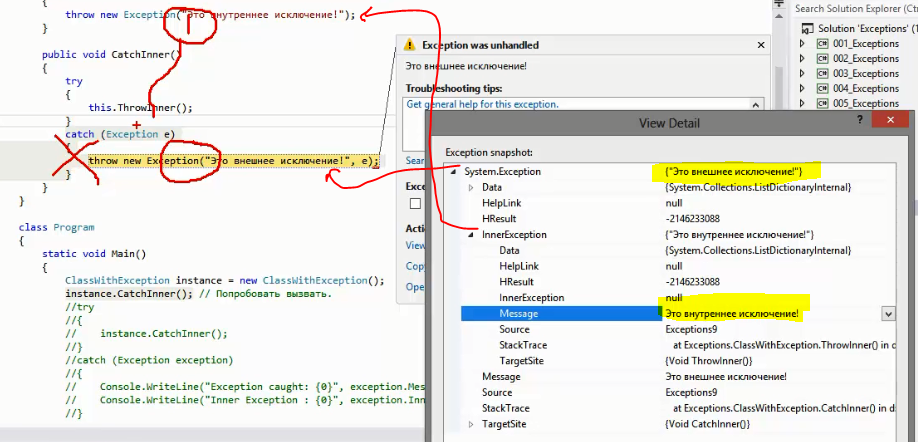 {
throw new Exception("Это внутреннее исключение!");
}
public void CatchInner()
{
try
{
this.ThrowInner();
}
catch (Exception e)
{
throw new Exception("Это внешнее исключение!", e);
}
}
}
class Program
{
static void Main()
{
ClassWithException instance = new ClassWithException();
instance.CatchInner(); // Попробовать вызвать.
//try
//{
// instance.CatchInner();
//}
//catch (Exception exception)
//{
// Console.WriteLine("Exception caught: {0}", exception.Mes
// Console.WriteLine("Inner Exception : {0}", exception.Inn
//}
1
Exception was unhandled
Это внешнее исключение!
Troubleshooting tips:
Get general help for this exception.
Sear
Exce
Actio
View
Copy
Ope
View Detail
? ×
Exception snapshot:
System.Exception {"Это внешнее исключение!"}
Data {System.Collections.ListDictionaryInternal}
HelpLink null
HResult -2146233088
InnerException {"Это внутреннее исключение!"}
Data {System.Collections.ListDictionaryInternal}
HelpLink null
HResult -2146233088
InnerException null
Message Это внутреннее исключение!
Source Exceptions9
StackTrace at Exceptions.ClassWithException.ThrowInner() in d
TargetSite {Void ThrowInner()}
Message Это внешнее исключение!
Source Exceptions9
StackTrace at Exceptions.ClassWithException.CatchInner() in d
TargetSite {Void CatchInner()}
Search Solution Explorer (Ctrl
Solution 'Exceptions' (1
C# 001_Exceptions
C# 002_Exceptions
C# 003_Exceptions
C# 004_Exceptions
C# 005_Exceptions